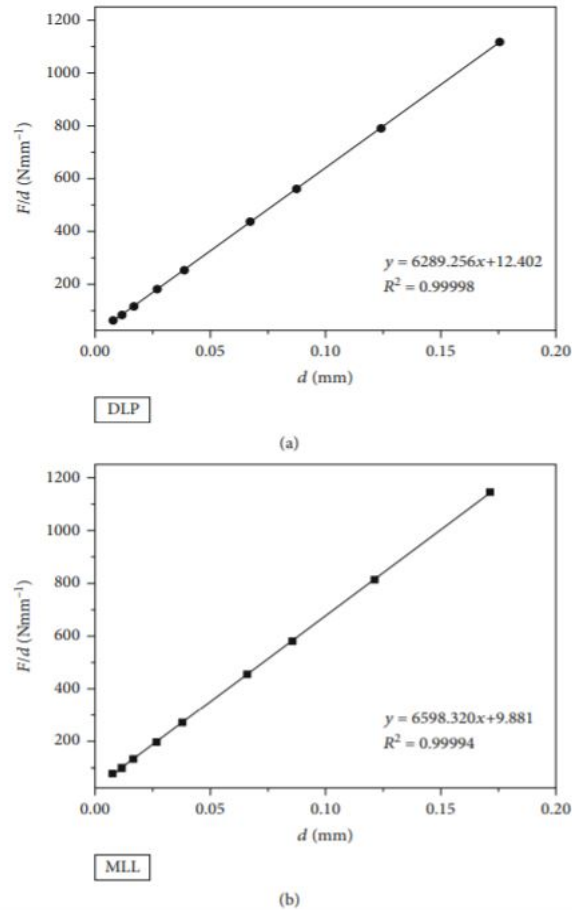 1200
1000
800
600
400
200
F/d (Nmm⁻¹)
y = 6289.256x+12.402
R² = 0.99998
0.00 0.05 0.10 0.15 0.20
d (mm)
DLP
(a)
1200
1000
800
600
400
200
F/d (Nmm⁻¹)
y = 6598.320x+9.881
R² = 0.99994
0.00 0.05 0.10 0.15 0.20
d (mm)
MLL
(b)